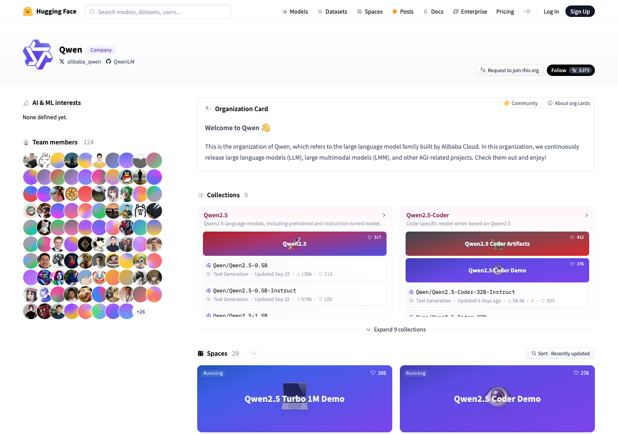 Hugging Face
Search models, datasets, users...
Models
Datasets
Spaces
Posts
Docs
Enterprise
Pricing
Log In
Sign Up
Qwen
Company
alibaba_qwen
QwenLM
Request to join this org
Follow
3,373
AI & ML interests
None defined yet.
Team members 124
+26
Organization Card
Community
About org cards
Welcome to Qwen 👋
This is the organization of Qwen, which refers to the large language model family built by Alibaba Cloud. In this organization, we continuously
release large language models (LLM), large multimodal models (LMM), and other AGI-related projects. Check them out and enjoy!
Collections 9
Qwen2.5
Qwen2.5 language models, including pretrained and instruction-tuned model...
Qwen2.5
317
Qwen/Qwen2.5-0.5B
Text Generation · Updated Sep 25 · 130k · 113
Qwen/Qwen2.5-0.5B-Instruct
Text Generation · Updated Sep 25 · 579k · 105
Qwen/Qwen2.5-1.5B
Qwen2.5-Coder
Code-specific model series based on Qwen2.5
Qwen2.5 Coder Artifacts
912
Qwen2.5 Coder Demo
276
Qwen/Qwen2.5-Coder-32B-Instruct
Text Generation · Updated 5 days ago · 56.4k · 923
Expand 9 collections
Spaces 29
Sort: Recently updated
Running
205
Qwen2.5 Turbo 1M Demo
Running
276
Qwen2.5 Coder Demo